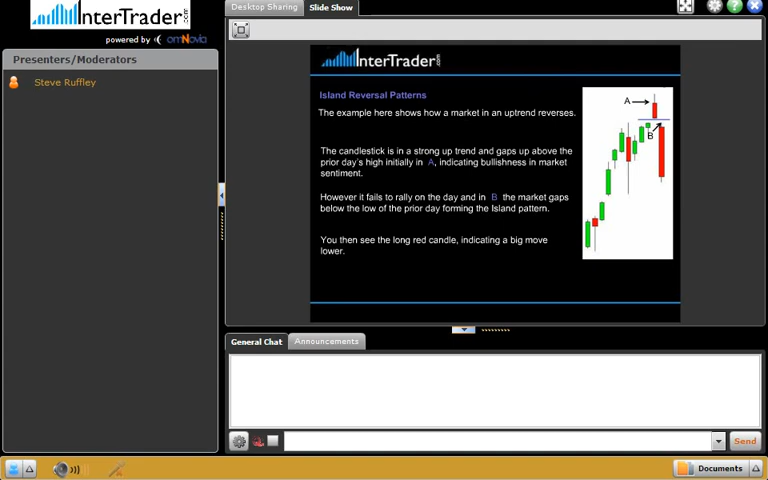 InterTrader.com
powered by omNovia
Presenters/Moderators
Steve Ruffley
Desktop Sharing
Slide Show
InterTrader.com
Island Reversal Patterns
The example here shows how a market in an uptrend reverses.
The candlestick is in a strong up trend and gaps up above the
prior day's high initially in A, indicating bullishness in market
sentiment.
However it fails to rally on the day and in B the market gaps
below the low of the prior day forming the Island pattern.
You then see the long red candle, indicating a big move
lower.
A
B
General Chat
Announcements
Send
Documents